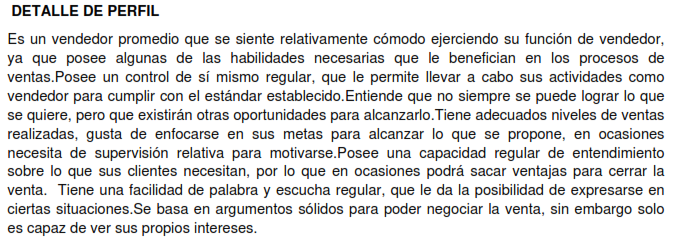 DETALLE DE PERFIL
Es un vendedor promedio que se siente relativamente cómodo ejerciendo su función de vendedor,
ya que posee algunas de las habilidades necesarias que le benefician en los procesos de
ventas.Posee un control de sí mismo regular, que le permite llevar a cabo sus actividades como
vendedor para cumplir con el estándar establecido.Entiende que no siempre se puede lograr lo que
se quiere, pero que existirán otras oportunidades para alcanzarlo.Tiene adecuados niveles de ventas
realizadas, gusta de enfocarse en sus metas para alcanzar lo que se propone, en ocasiones
necesita de supervisión relativa para motivarse.Posee una capacidad regular de entendimiento
sobre lo que sus clientes necesitan, por lo que en ocasiones podrá sacar ventajas para cerrar la
venta. Tiene una facilidad de palabra y escucha regular, que le da la posibilidad de expresarse en
ciertas situaciones.Se basa en argumentos sólidos para poder negociar la venta, sin embargo solo
es capaz de ver sus propios intereses.